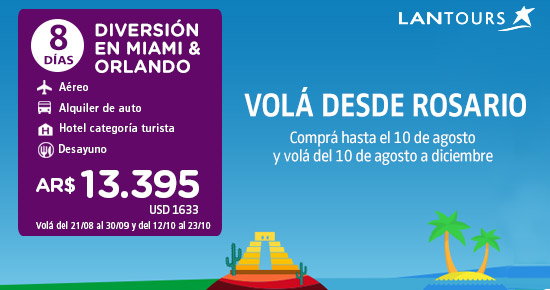 LANTOURS
8
DÍAS
DIVERSIÓN
EN MIAMI &
ORLANDO
Aéreo
Alquiler de auto
Hotel categoría turista
Desayuno
AR$ 13.395
USD 1633
Volá del 21/08 al 30/09 y del 12/10 al 23/10
VOLÁ DESDE ROSARIO
Comprá hasta el 10 de agosto
y volá del 10 de agosto a diciembre